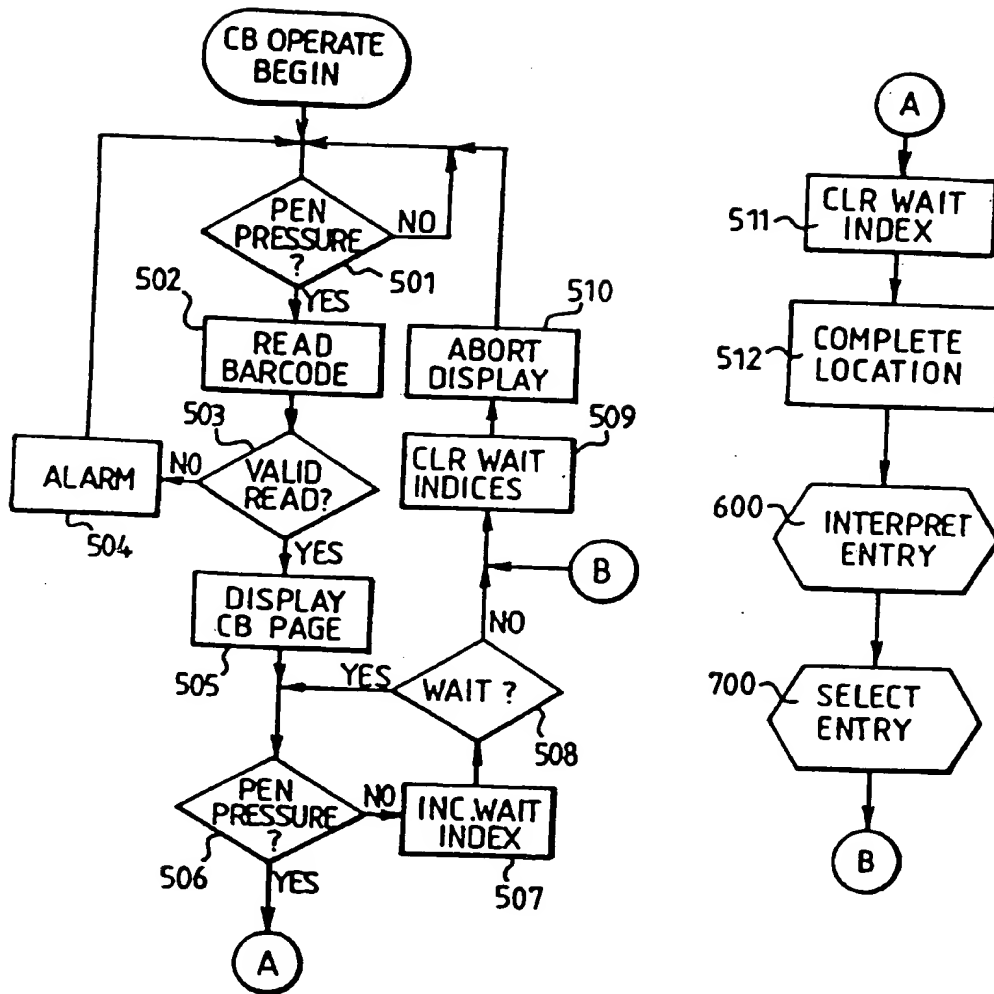 CB OPERATE
BEGIN
PEN
PRESSURE
?
NO
501
YES
502
READ
BARCODE
503
VALID
READ?
NO
ALARM
504
YES
DISPLAY
CB PAGE
505
PEN
PRESSURE
?
506
NO
YES
A
INC.WAIT
INDEX
507
WAIT ?
508
YES
NO
B
CLR WAIT
INDICES
509
ABORT
DISPLAY
510
A
CLR WAIT
INDEX
511
COMPLETE
LOCATION
512
600
INTERPRET
ENTRY
700
SELECT
ENTRY
B